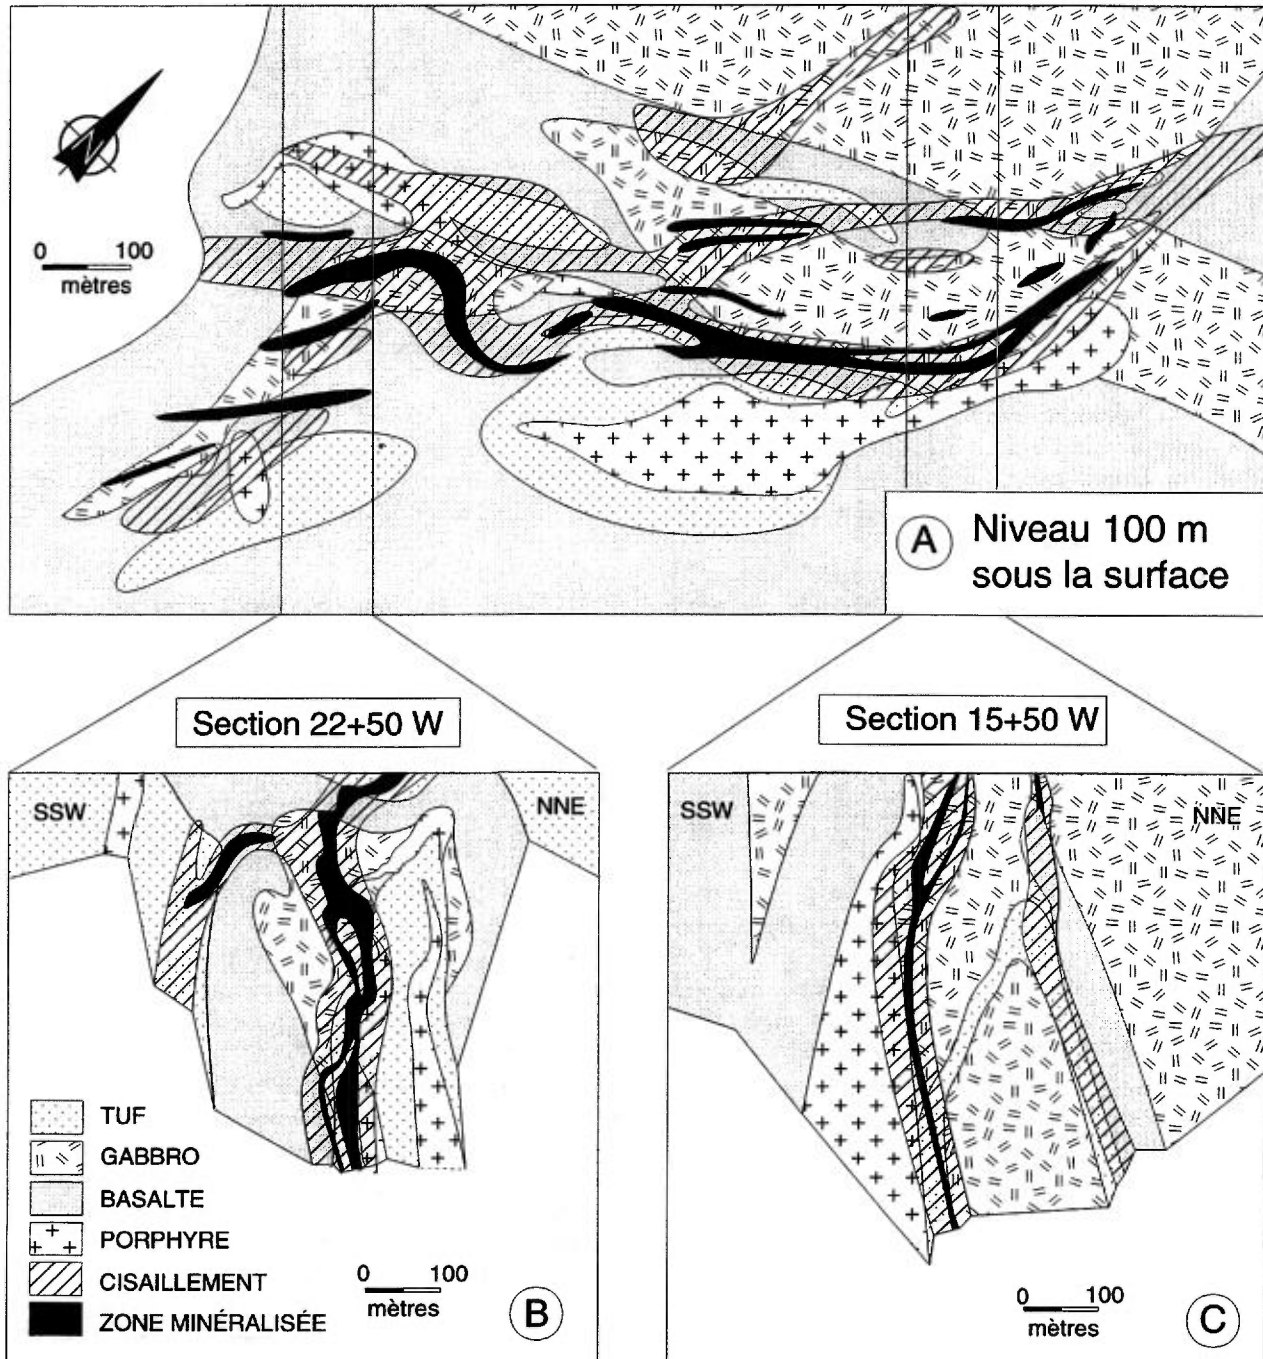 N
0 100
mètres
A
Niveau 100 m
sous la surface
Section 22+50 W
Section 15+50 W
SSW
NNE
SSW
NNE
TUF
GABBRO
BASALTE
PORPHYRE
CISAILLEMENT
ZONE MINÉRALISÉE
0 100
mètres
B
0 100
mètres
C